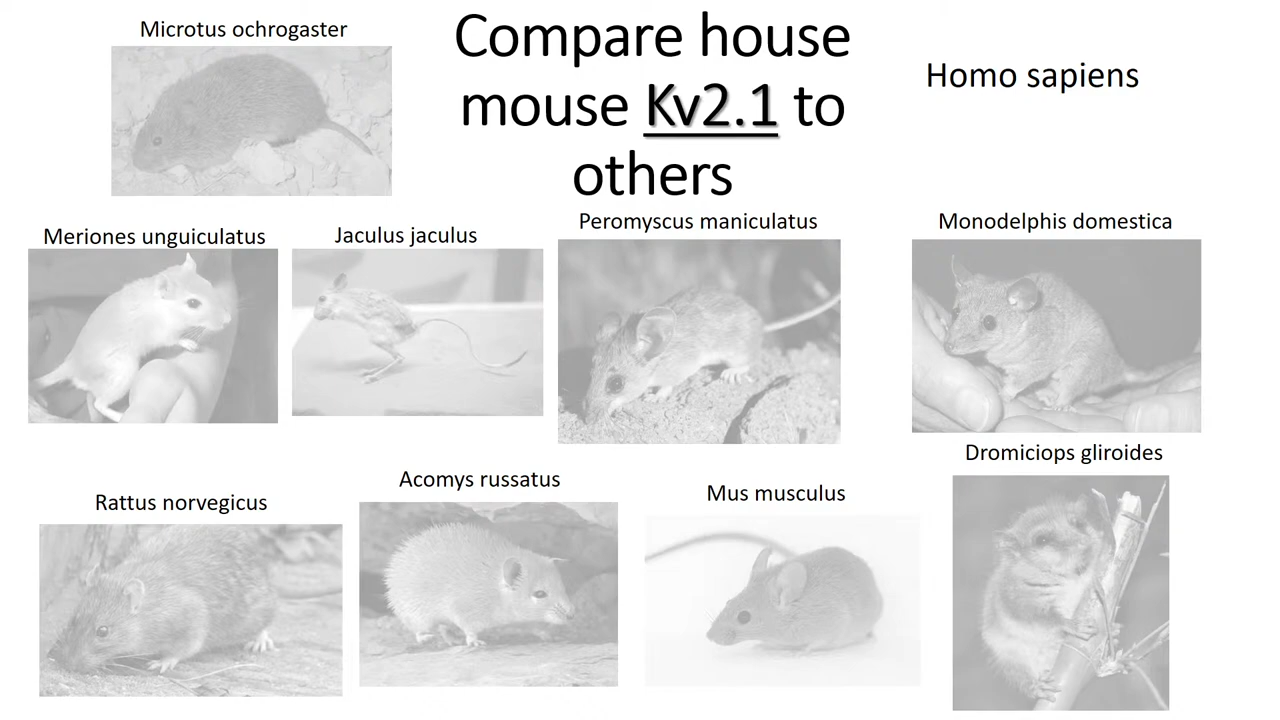 Microtus ochrogaster
Compare house
mouse Kv2.1 to
others
Homo sapiens
Meriones unguiculatus
Jaculus jaculus
Peromyscus maniculatus
Monodelphis domestica
Rattus norvegicus
Acomys russatus
Mus musculus
Dromiciops gliroides